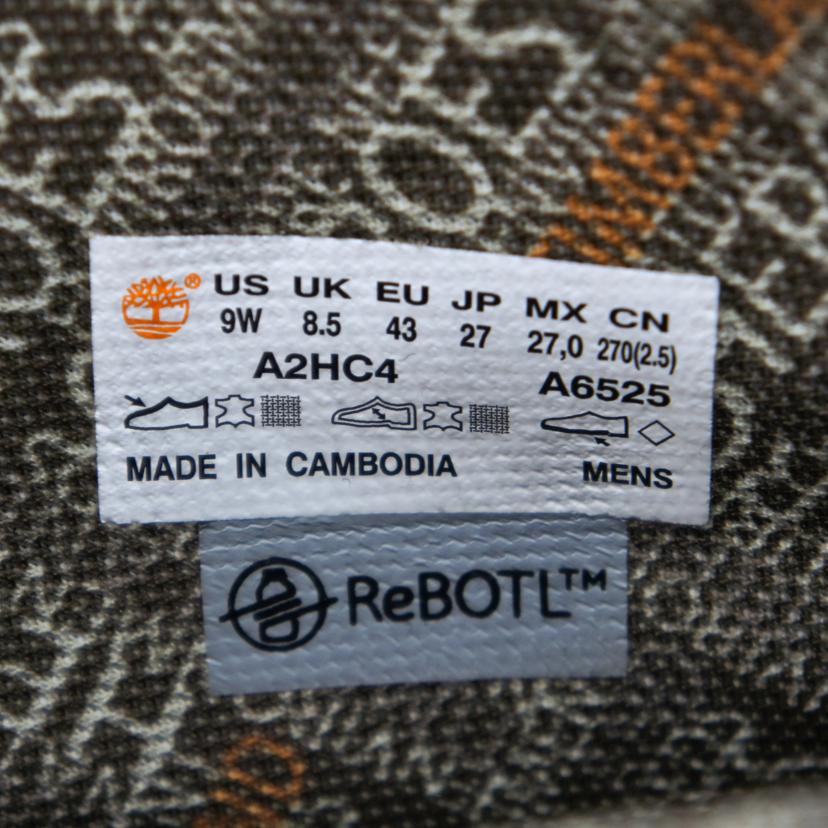 TIMBERLA
® US UK EU JP MX CN
9W 8.5 43 27 27,0 270(2.5)
A2HC4 A6525
MADE IN CAMBODIA MENS
ReBOTL™